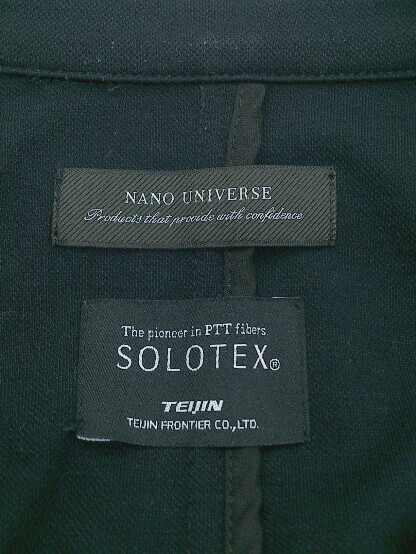 NANO UNIVERSE
Products that provide with confidence
The pioneer in PTT fibers
SOLOTEX®
TEIJIN
TEIJIN FRONTIER CO.,LTD.